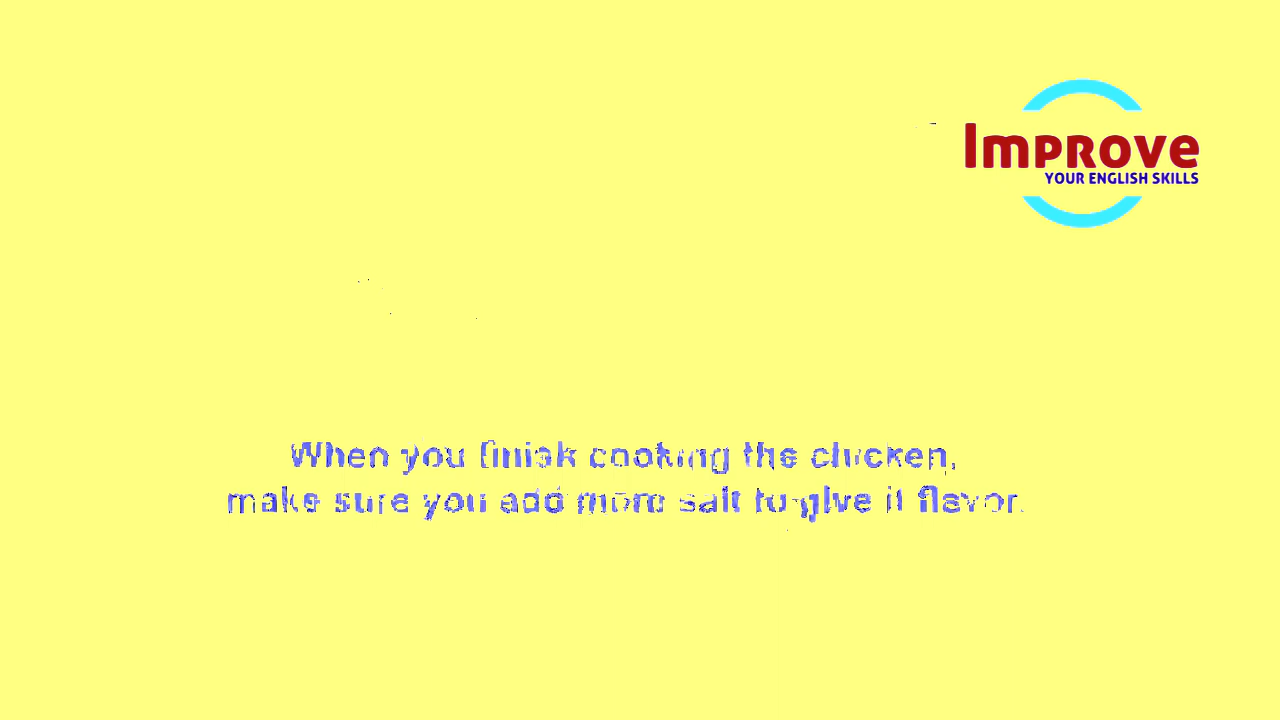 Improve
YOUR ENGLISH SKILLS
When you finish cooking the chicken,
make sure you add more salt to give it flavor.